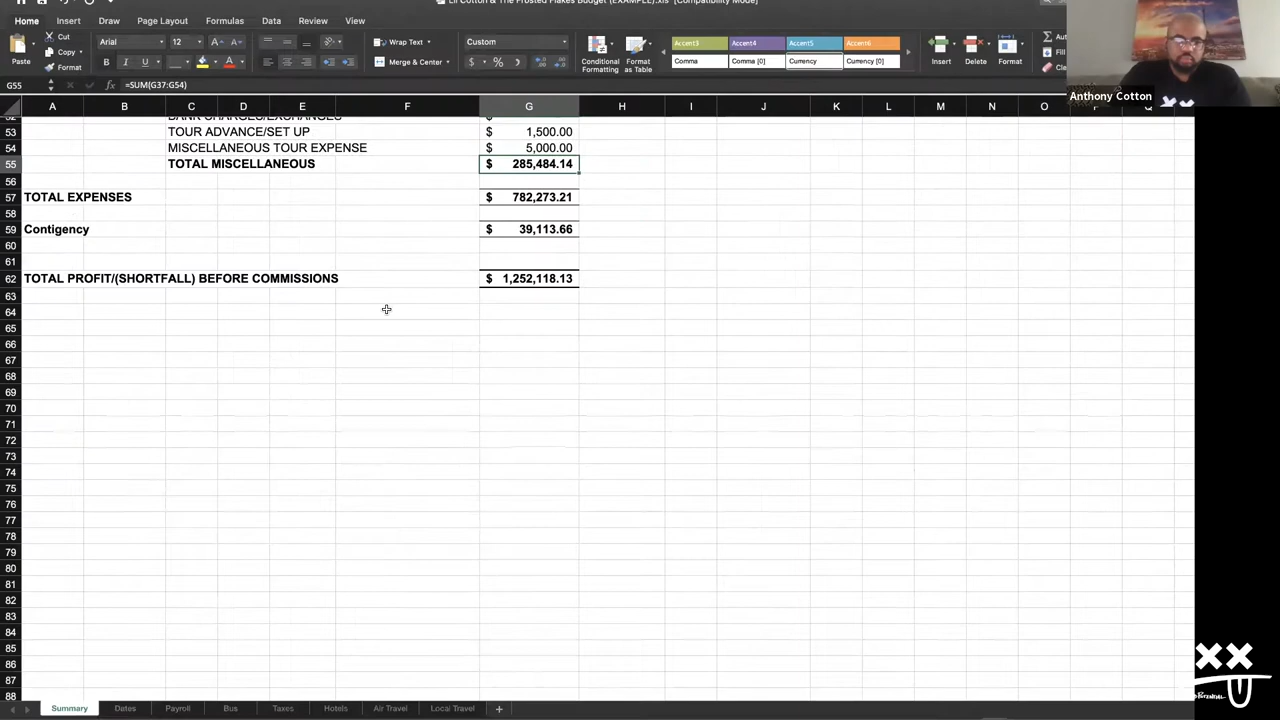 Lil Cotton & The Frosted Flakes Budget (EXAMPLE).xls [Compatibility Mode]
Home Draw Page Layout Formulas Data Review View
Paste
Cut
Copy
Format
Arial 12 A A
B I U A
Wrap Text
Merge & Center
Custom
$ %
Conditional Formatting
Format as Table
Accent3 Accent4 Accent5 Accent6
Comma Comma [0] Currency Currency [0]
Insert Delete Format
Fill
Anthony Cotton
G55 fx =SUM(G37:G54)
A B C D E F G H I J K L M N O
53 TOUR ADVANCE/SET UP $ 1,500.00
54 MISCELLANEOUS TOUR EXPENSE $ 5,000.00
55 TOTAL MISCELLANEOUS $ 285,484.14
56
57 TOTAL EXPENSES $ 782,273.21
58
59 Contigency $ 39,113.66
60
61
62 TOTAL PROFIT/(SHORTFALL) BEFORE COMMISSIONS $ 1,252,118.13
63
64
65
66
67
68
69
70
71
72
73
74
75
76
77
78
79
80
81
82
83
84
85
86
87
88
Summary Dates Payroll Bus Taxes Hotels Air Travel Local Travel +
XX